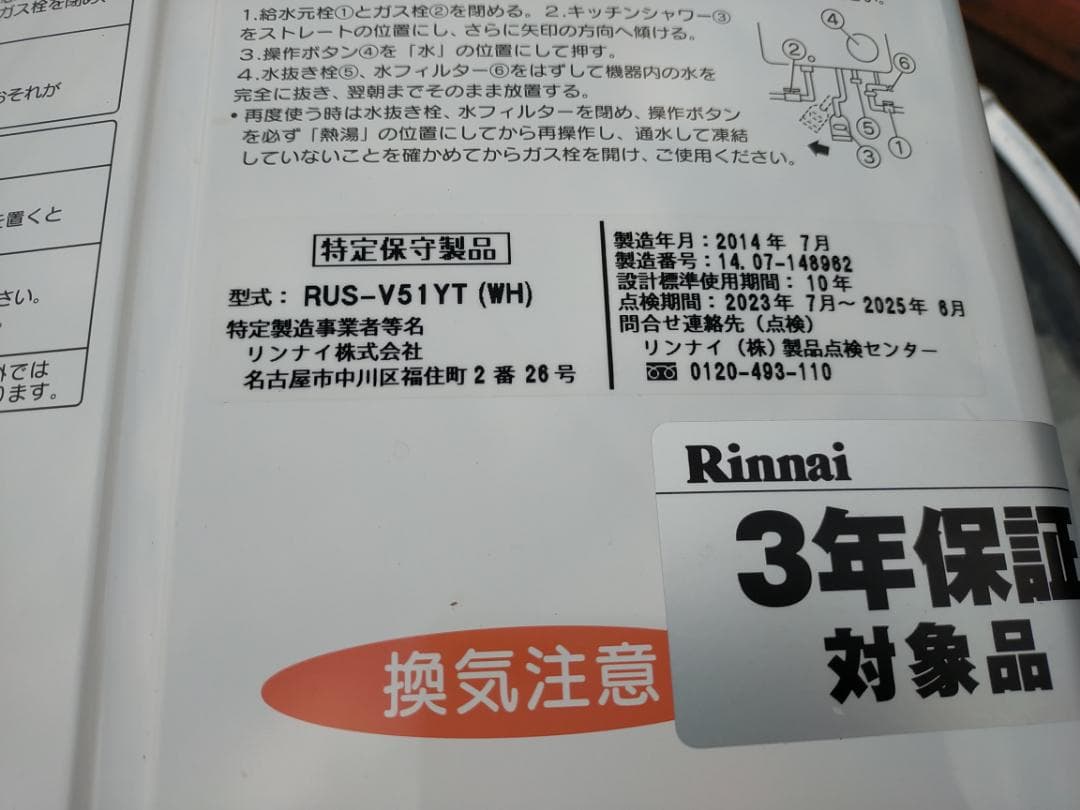 ガス栓を閉め
おそれが
を置くと
さい。
外では
ります。
1.給水元栓①とガス栓②を閉める。2.キッチンシャワー③
をストレートの位置にし、さらに矢印の方向へ傾ける。
3.操作ボタン④を「水」の位置にして押す。
4.水抜き栓⑤、水フィルター⑥をはずして機器内の水を
完全に抜き、翌朝までそのまま放置する。
•再度使う時は水抜き栓、水フィルターを閉め、操作ボタン
を必ず「熱湯」の位置にしてから再操作し、通水して凍結
していないことを確かめてからガス栓を開け、ご使用ください。
④
②
⑥
⑤
①
③
特定保守製品
型式：RUS-V51YT(WH)
特定製造事業者等名
リンナイ株式会社
名古屋市中川区福住町2番26号
製造年月：2014年 7月
製造番号：14.07-148962
設計標準使用期間：10年
点検期間：2023年 7月～2025年 6月
問合せ連絡先（点検）
リンナイ（株）製品点検センター
0120-493-110
Rinnai
3年保証
対象品
換気注意